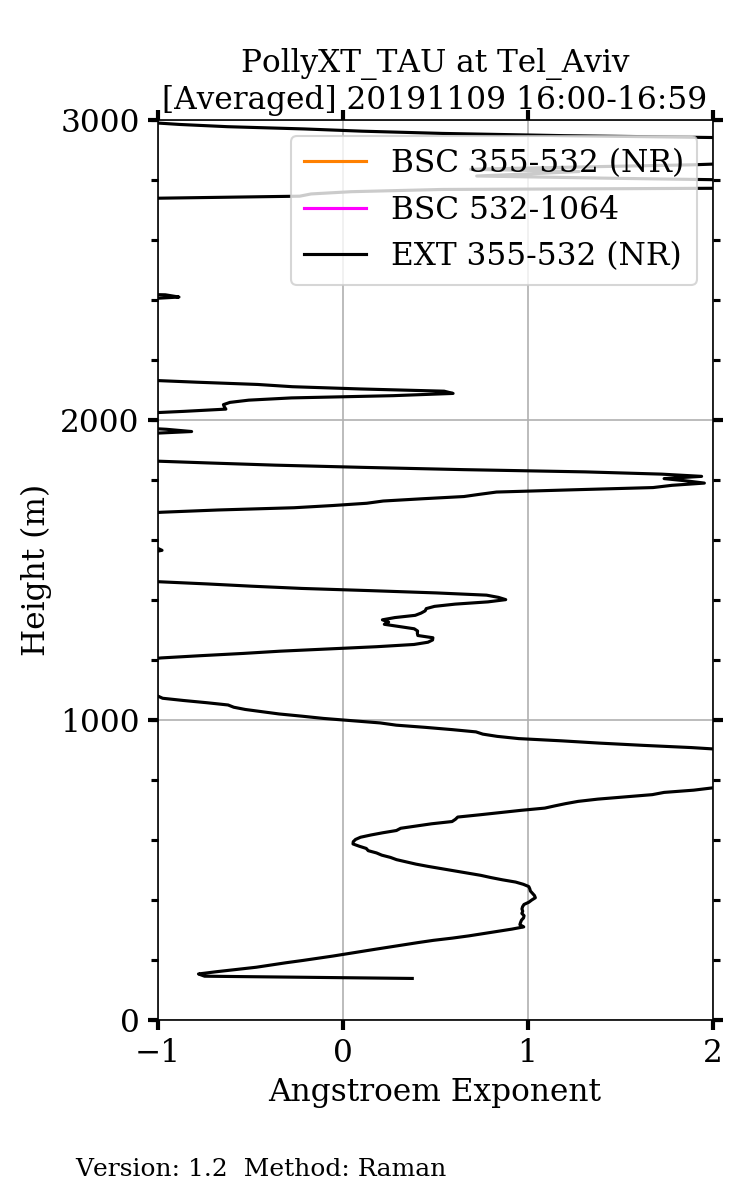 PollyXT_TAU at Tel_Aviv
[Averaged] 20191109 16:00-16:59
3000
BSC 355-532 (NR)
BSC 532-1064
EXT 355-532 (NR)
2000
Height (m)
1000
0
−1 0 1 2
Angstroem Exponent
Version: 1.2 Method: Raman